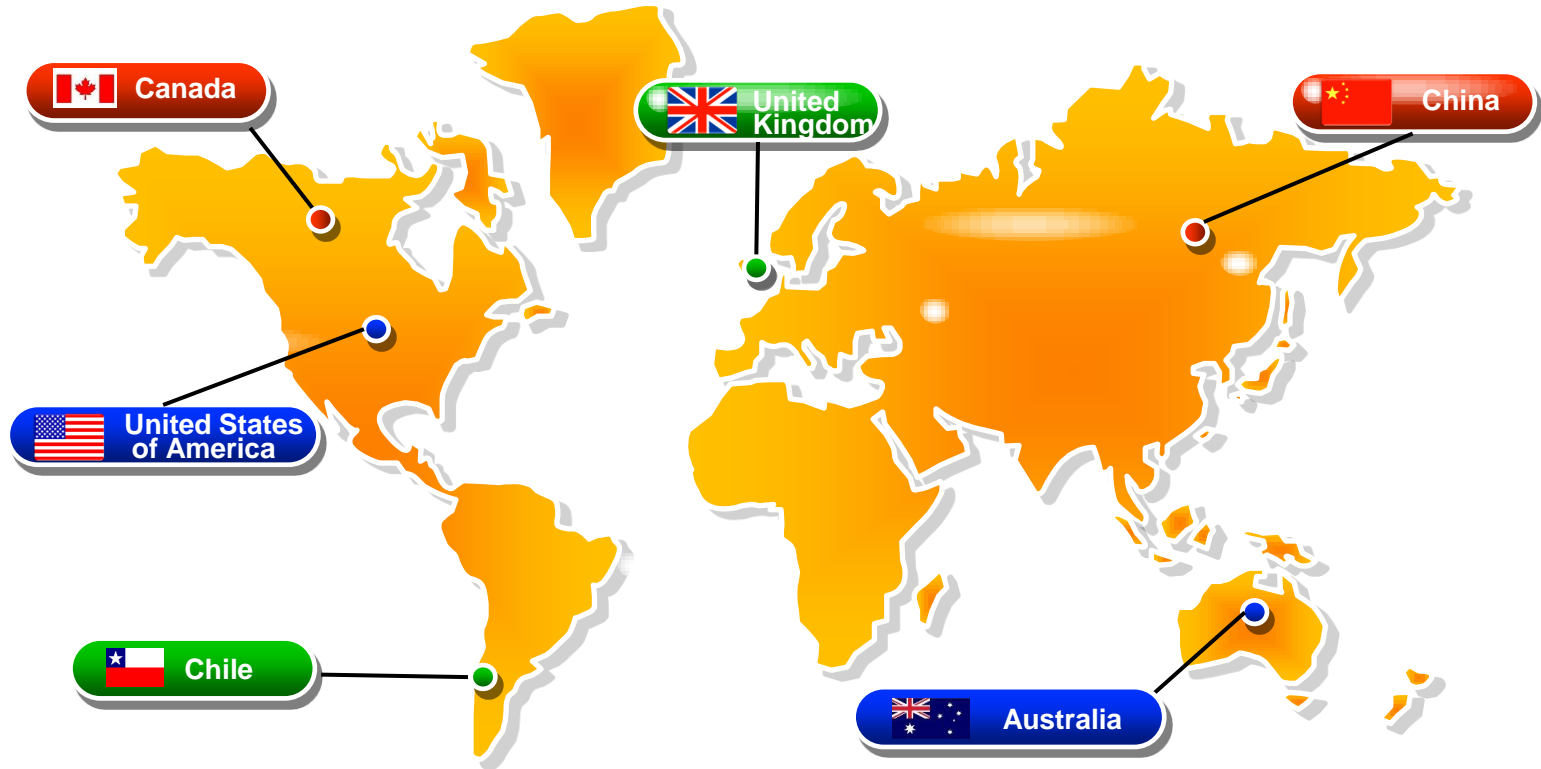 Canada
United
Kingdom
China
United States
of America
Chile
Australia